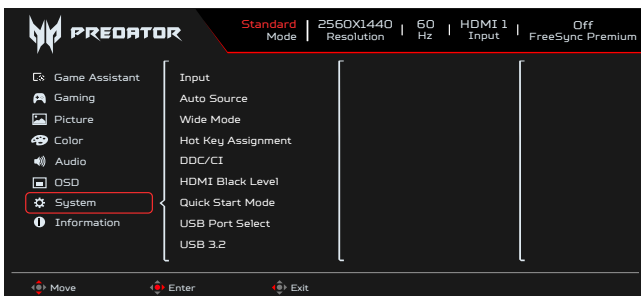 PREDATOR
Standard Mode
2560X1440 Resolution
60 Hz
HDMI 1 Input
Off FreeSync Premium
Game Assistant
Gaming
Picture
Color
Audio
OSD
System
Information
Input
Auto Source
Wide Mode
Hot Key Assignment
DDC/CI
HDMI Black Level
Quick Start Mode
USB Port Select
USB 3.2
Move
Enter
Exit